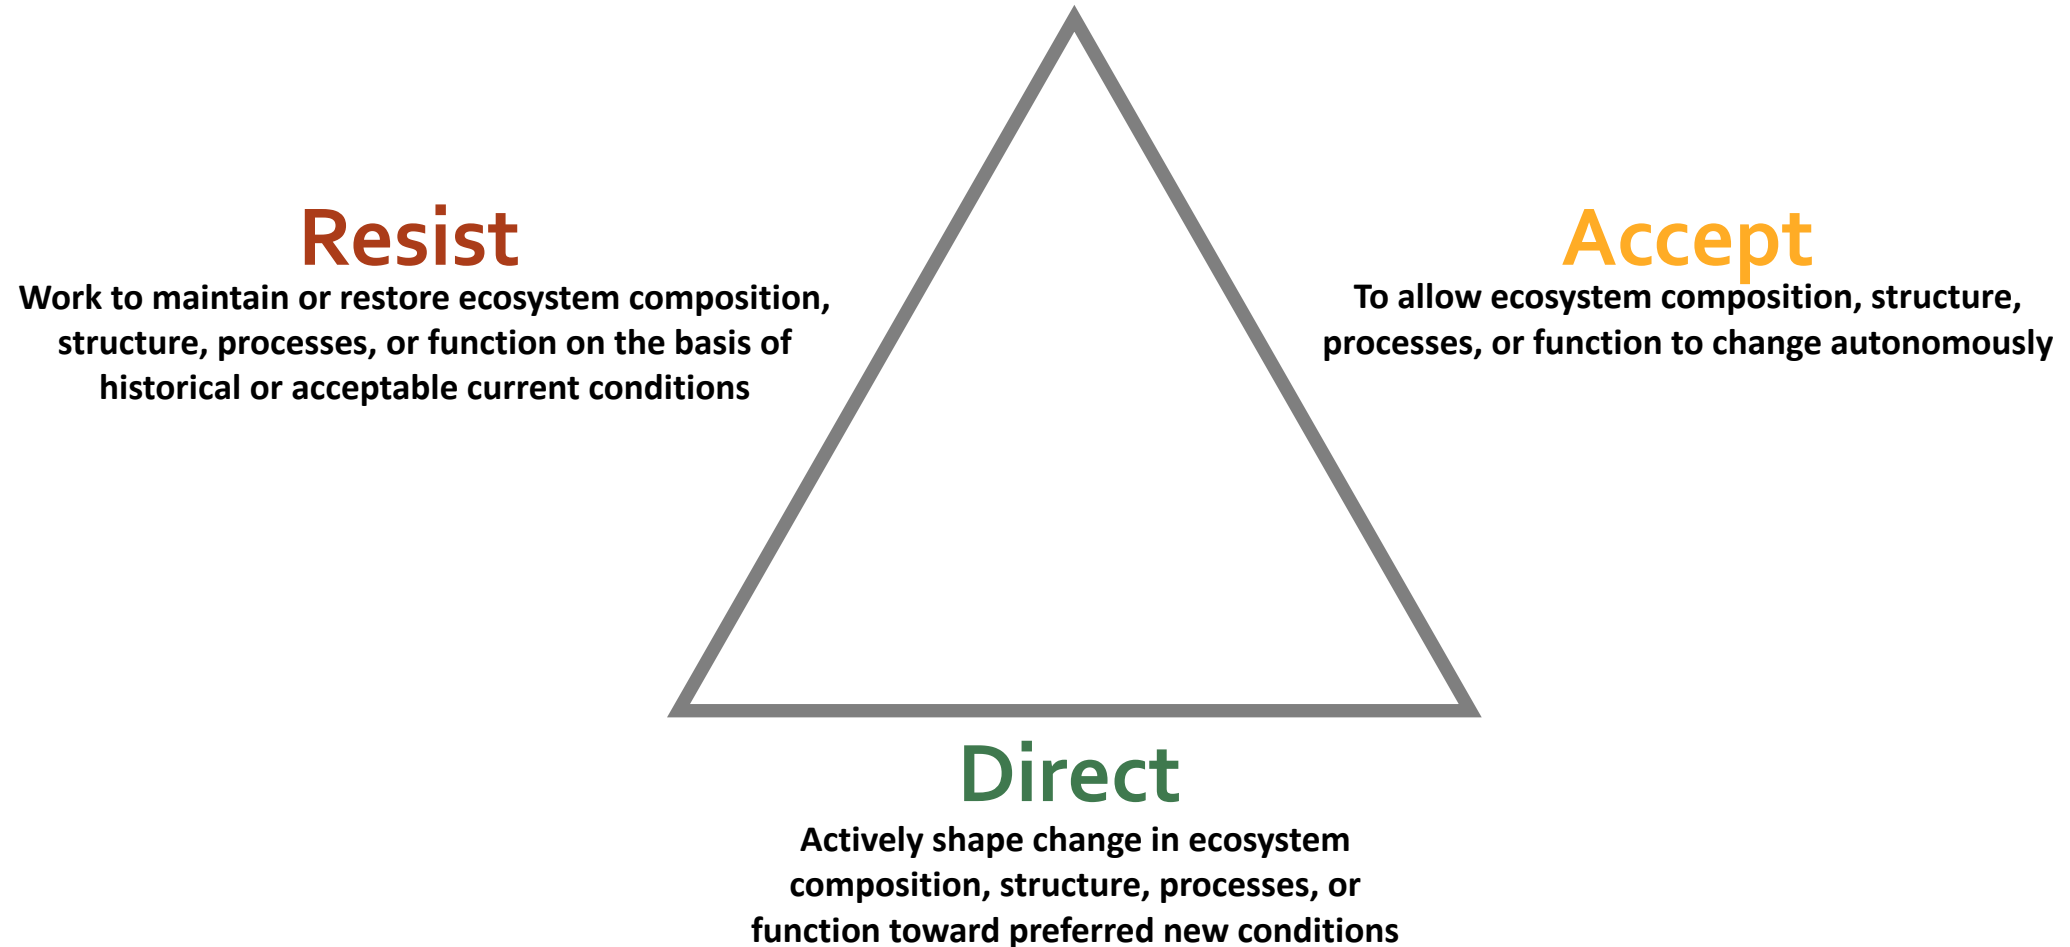 Resist
Work to maintain or restore ecosystem composition,
structure, processes, or function on the basis of
historical or acceptable current conditions
Accept
To allow ecosystem composition, structure,
processes, or function to change autonomously
Direct
Actively shape change in ecosystem
composition, structure, processes, or
function toward preferred new conditions